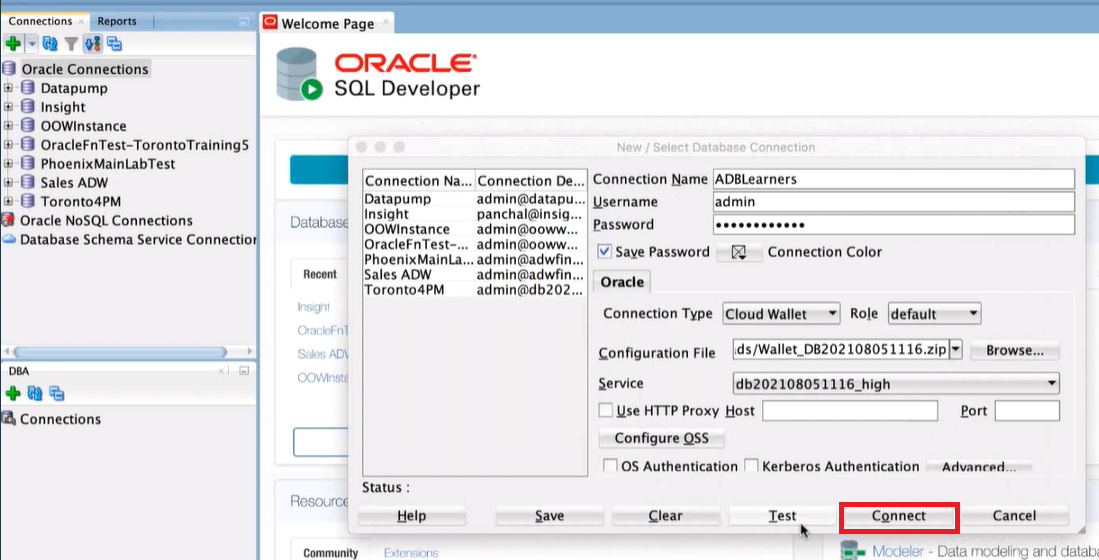 Connections
Reports
Oracle Connections
Datapump
Insight
OOWInstance
OracleFnTest-TorontoTraining5
PhoenixMainLabTest
Sales ADW
Toronto4PM
Oracle NoSQL Connections
Database Schema Service Connection
DBA
Connections
Welcome Page
ORACLE
SQL Developer
Database
Recent
Insight
OracleFnT
Sales ADV
OOWInsta
Resource
Community
Extensions
Modeler - Data modeling and databa
New / Select Database Connection
Connection Na... Connection De...
Datapump admin@datapu...
Insight panchal@insig...
OOWInstance admin@ooww...
OracleFnTest-... admin@ooww...
PhoenixMainLa... admin@adwfin...
Sales ADW admin@adwfin...
Toronto4PM admin@db202...
Connection Name ADBLearners
Username admin
Password ••••••••••••
Save Password Connection Color
Oracle
Connection Type Cloud Wallet Role default
Configuration File .ds/Wallet_DB202108051116.zip Browse...
Service db202108051116_high
Use HTTP Proxy Host Port
Configure OSS
OS Authentication Kerberos Authentication Advanced...
Status :
Help Save Clear Test Connect Cancel